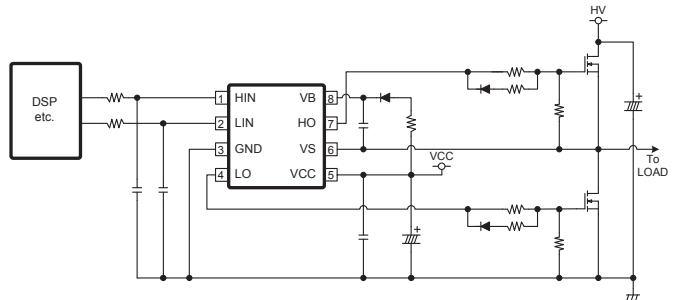 HV
DSP
etc.
1 HIN VB 8
2 LIN HO 7
3 GND VS 6
4 LO VCC 5
VCC
To
LOAD
+
+